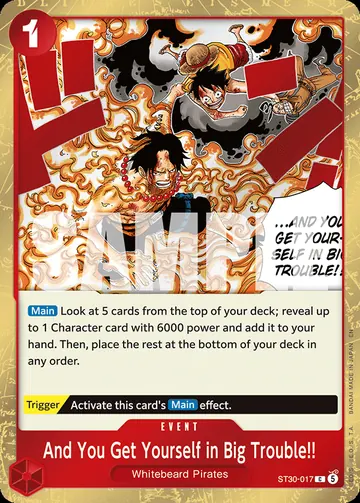 1
...AND YOU
GET YOUR-
SELF IN BIG
TROUBLE!!
SAMPLE
Main Look at 5 cards from the top of your deck; reveal up
to 1 Character card with 6000 power and add it to your
hand. Then, place the rest at the bottom of your deck in
any order.
Trigger Activate this card's Main effect.
EVENT
And You Get Yourself in Big Trouble!!
Whitebeard Pirates
ST30-017 C 5